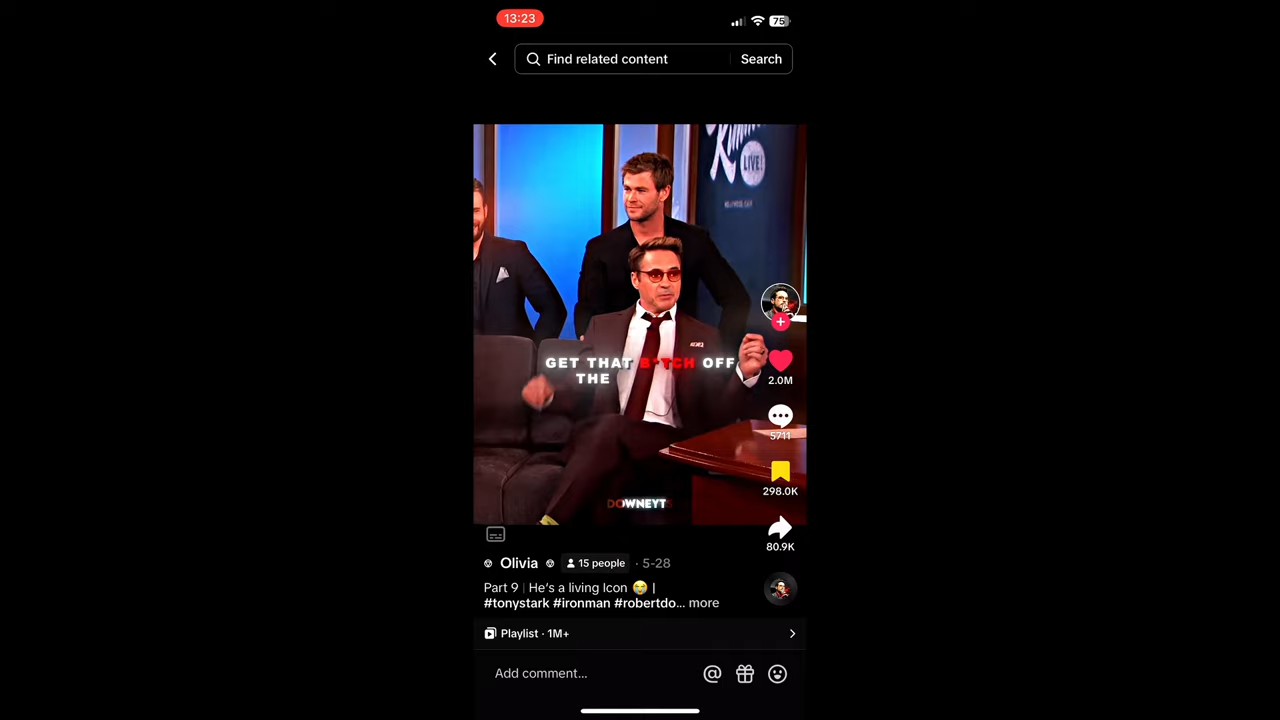 13:23
75
Find related content
Search
LIVE!
GET THAT B*TCH OFF
THE
2.0M
5711
298.0K
DOWNEYT
80.9K
Olivia
15 people
· 5-28
Part 9 | He's a living Icon 😭 |
#tonystark #ironman #robertdo... more
Playlist · 1M+
Add comment...